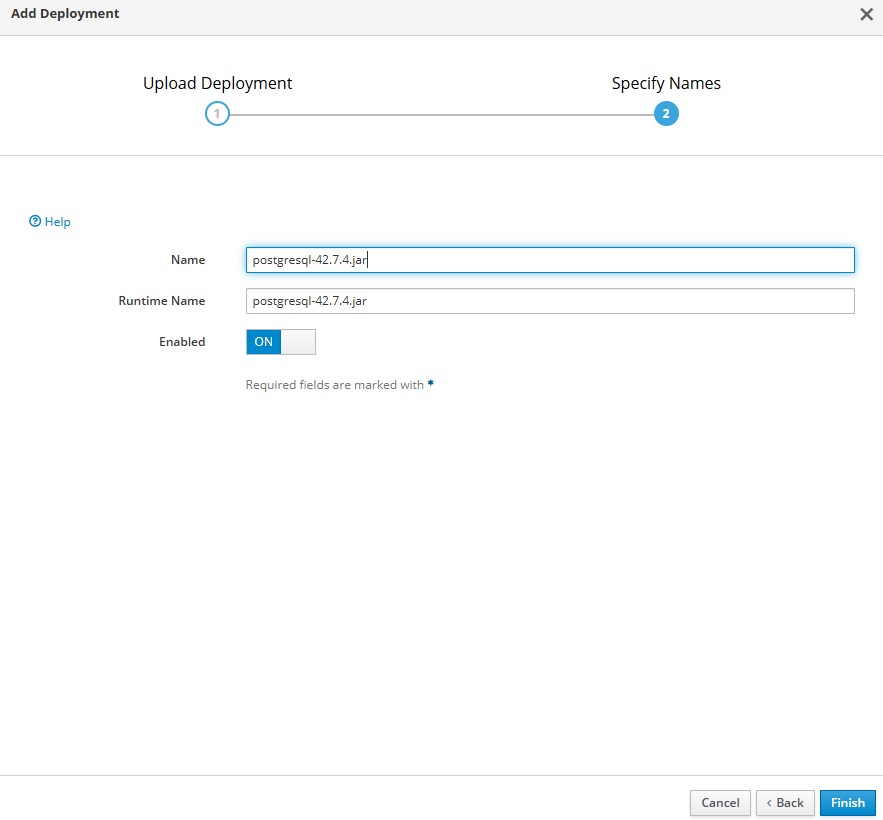 Add Deployment
Upload Deployment
Specify Names
1
2
Help
Name
postgresql-42.7.4.jar
Runtime Name
postgresql-42.7.4.jar
Enabled
ON
Required fields are marked with *
Cancel
‹ Back
Finish